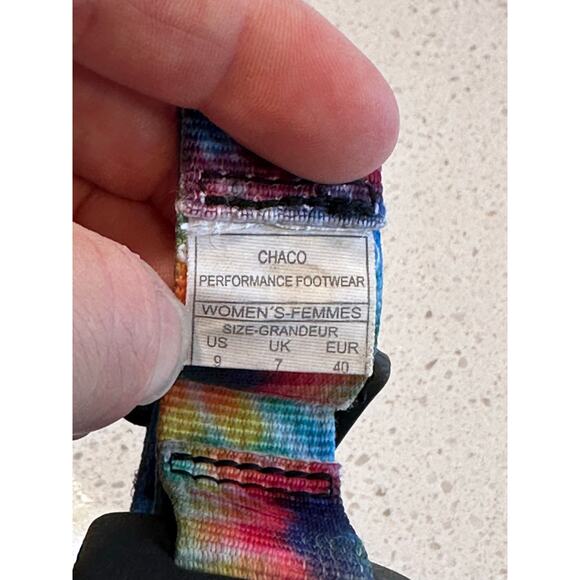 CHACO
PERFORMANCE FOOTWEAR
WOMEN´S-FEMMES
SIZE-GRANDEUR
US UK EUR
9 7 40